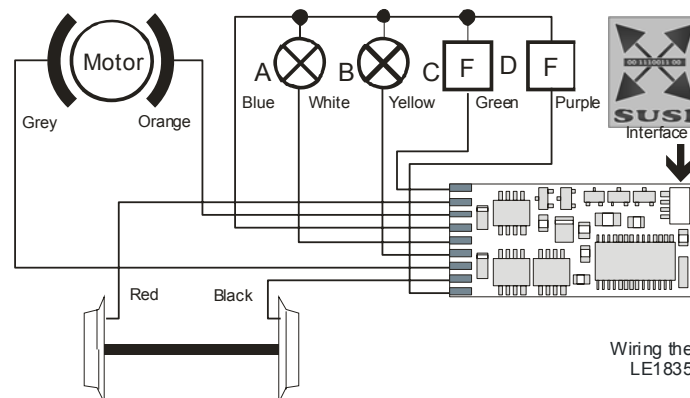 Motor
A
B
C
D
F
F
Blue
White
Yellow
Green
Purple
Grey
Orange
00 1110011 00
SUSI
Interface
Red
Black
Wiring the
LE1835